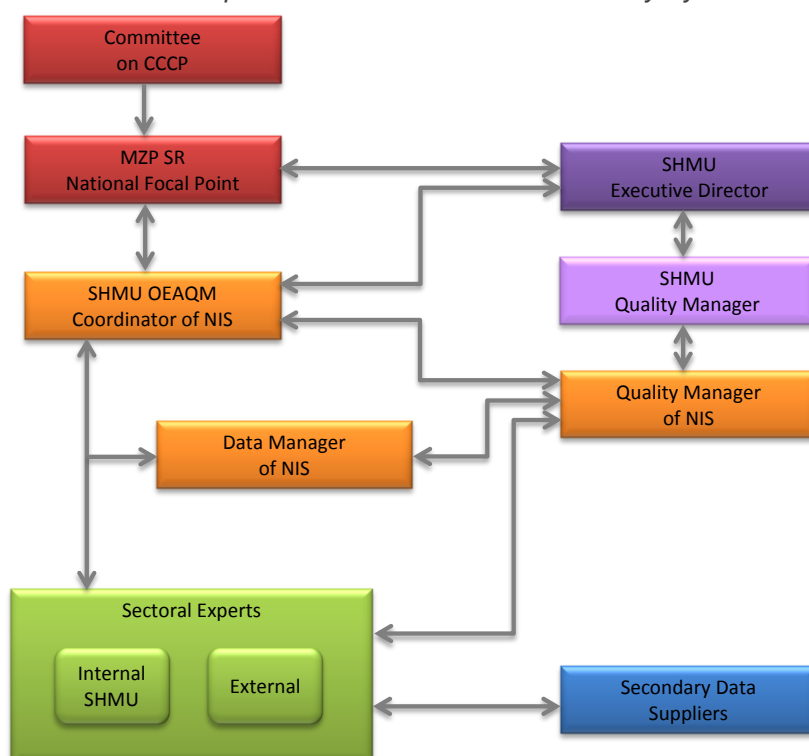 Committee
on CCCP
MZP SR
National Focal Point
SHMU
Executive Director
SHMU OEAQM
Coordinator of NIS
SHMU
Quality Manager
Quality Manager
of NIS
Data Manager
of NIS
Sectoral Experts
Internal
SHMU
External
Secondary Data
Suppliers